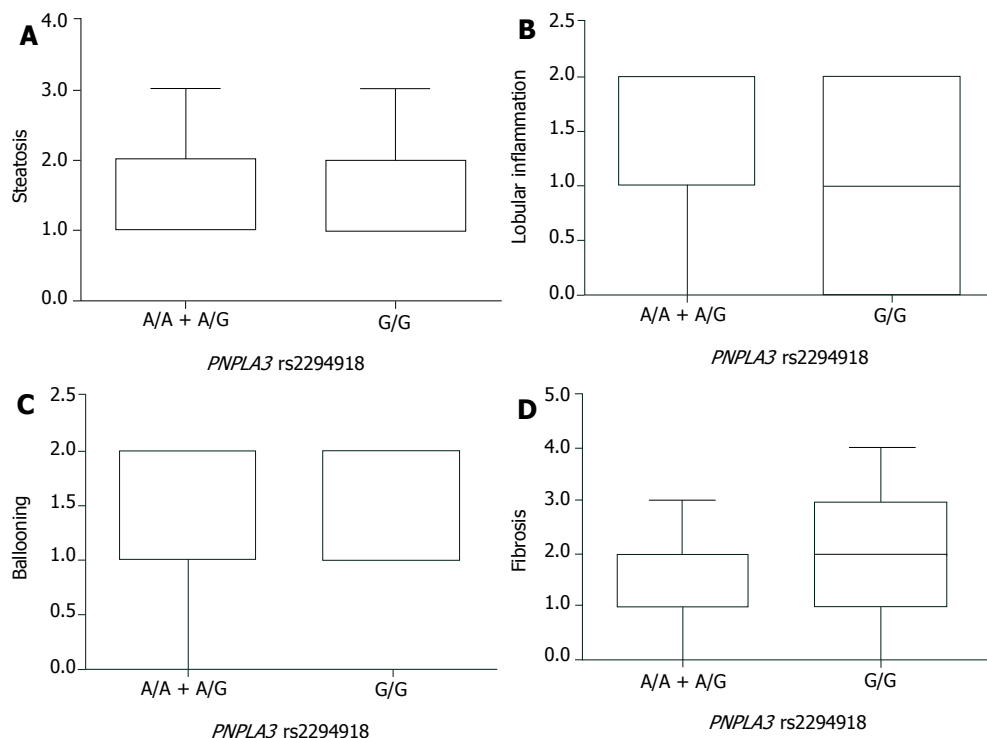 A
4.0
3.0
2.0
1.0
0.0
Steatosis
A/A + A/G
G/G
PNPLA3 rs2294918
B
2.5
2.0
1.5
1.0
0.5
0.0
Lobular inflammation
A/A + A/G
G/G
PNPLA3 rs2294918
C
2.5
2.0
1.5
1.0
0.5
0.0
Ballooning
A/A + A/G
G/G
PNPLA3 rs2294918
D
5.0
4.0
3.0
2.0
1.0
0.0
Fibrosis
A/A + A/G
G/G
PNPLA3 rs2294918